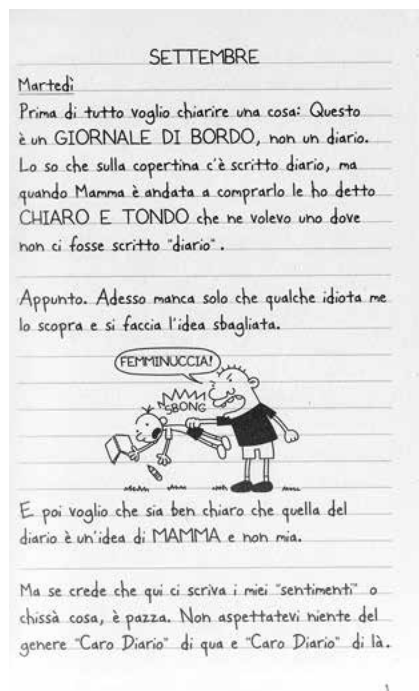 SETTEMBRE
Martedì
Prima di tutto voglio chiarire una cosa: Questo
è un GIORNALE DI BORDO, non un diario.
Lo so che sulla copertina c'è scritto diario, ma
quando Mamma è andata a comprarlo le ho detto
CHIARO E TONDO che ne volevo uno dove
non ci fosse scritto "diario".
Appunto. Adesso manca solo che qualche idiota me
lo scopra e si faccia l'idea sbagliata.
FEMMINUCCIA!
SBONG
E poi voglio che sia ben chiaro che quella del
diario è un'idea di MAMMA e non mia.
Ma se crede che qui ci scriva i miei "sentimenti" o
chissà cosa, è pazza. Non aspettatevi niente del
genere "Caro Diario" di qua e "Caro Diario" di là.
1